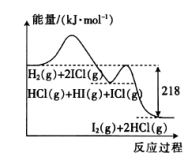 能量/(kJ·mol⁻¹)
H₂(g)+2ICl(g)
HCl(g)+HI(g)+ICl(g)
218
I₂(g)+2HCl(g)
反应过程